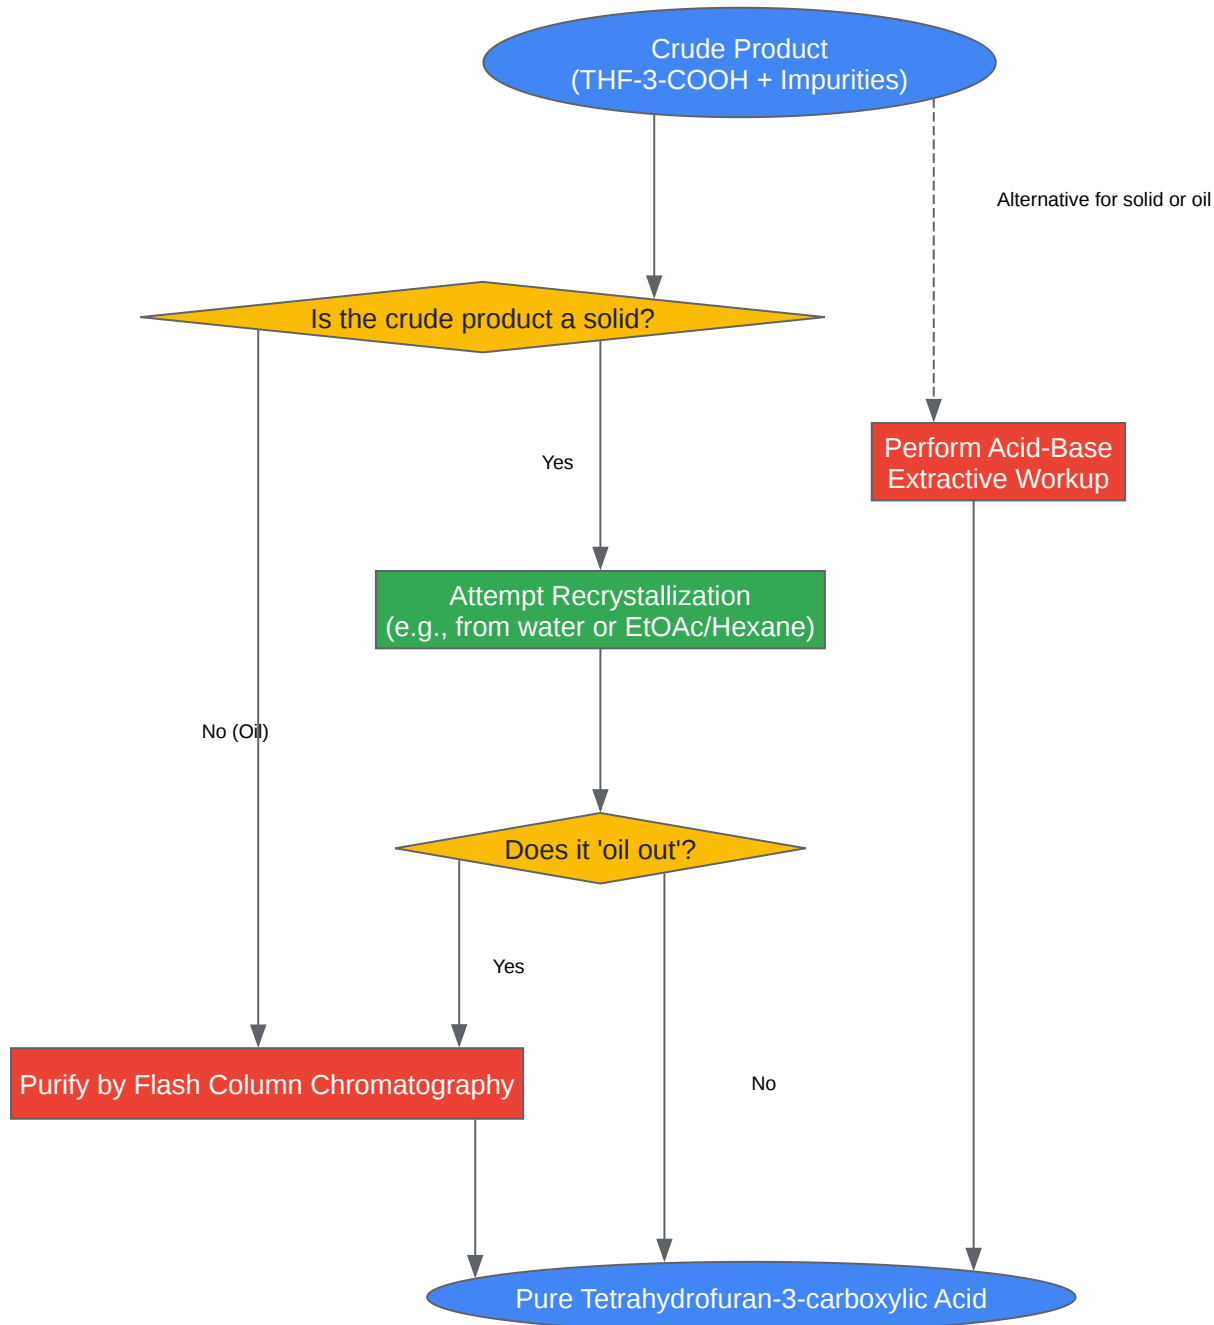 Crude Product
(THF-3-COOH + Impurities)
Alternative for solid or oil
Is the crude product a solid?
Yes
Perform Acid-Base
Extractive Workup
Attempt Recrystallization
(e.g., from water or EtOAc/Hexane)
No (Oil)
Does it 'oil out'?
Yes
No
Purify by Flash Column Chromatography
Pure Tetrahydrofuran-3-carboxylic Acid